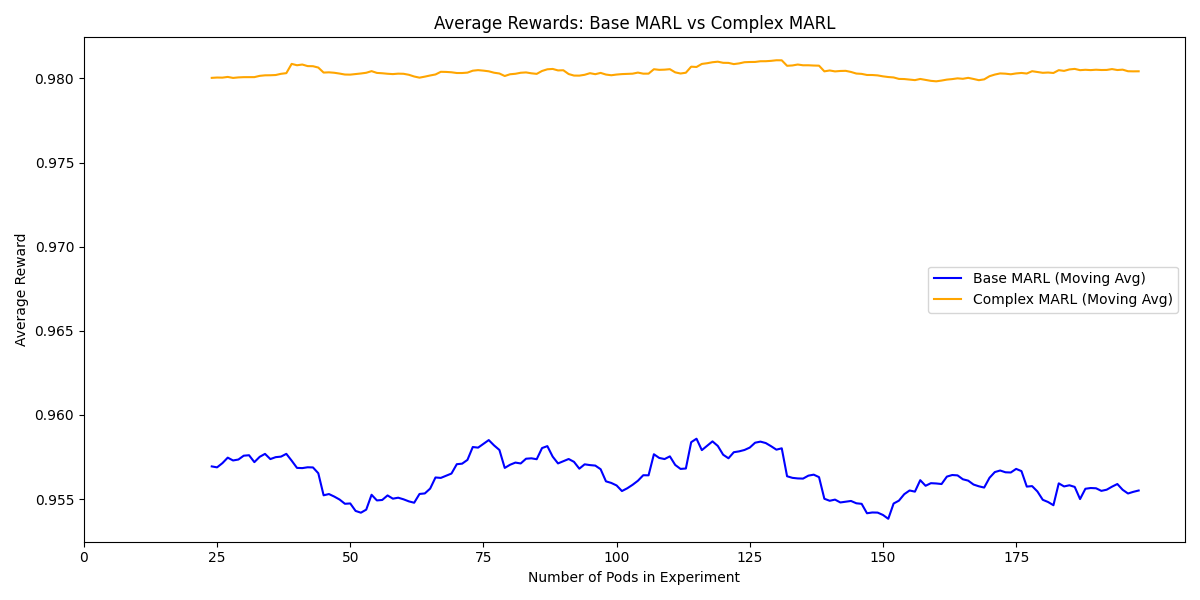 Average Rewards: Base MARL vs Complex MARL
0.980
0.975
0.970
0.965
0.960
0.955
Average Reward
Base MARL (Moving Avg)
Complex MARL (Moving Avg)
0 25 50 75 100 125 150 175
Number of Pods in Experiment